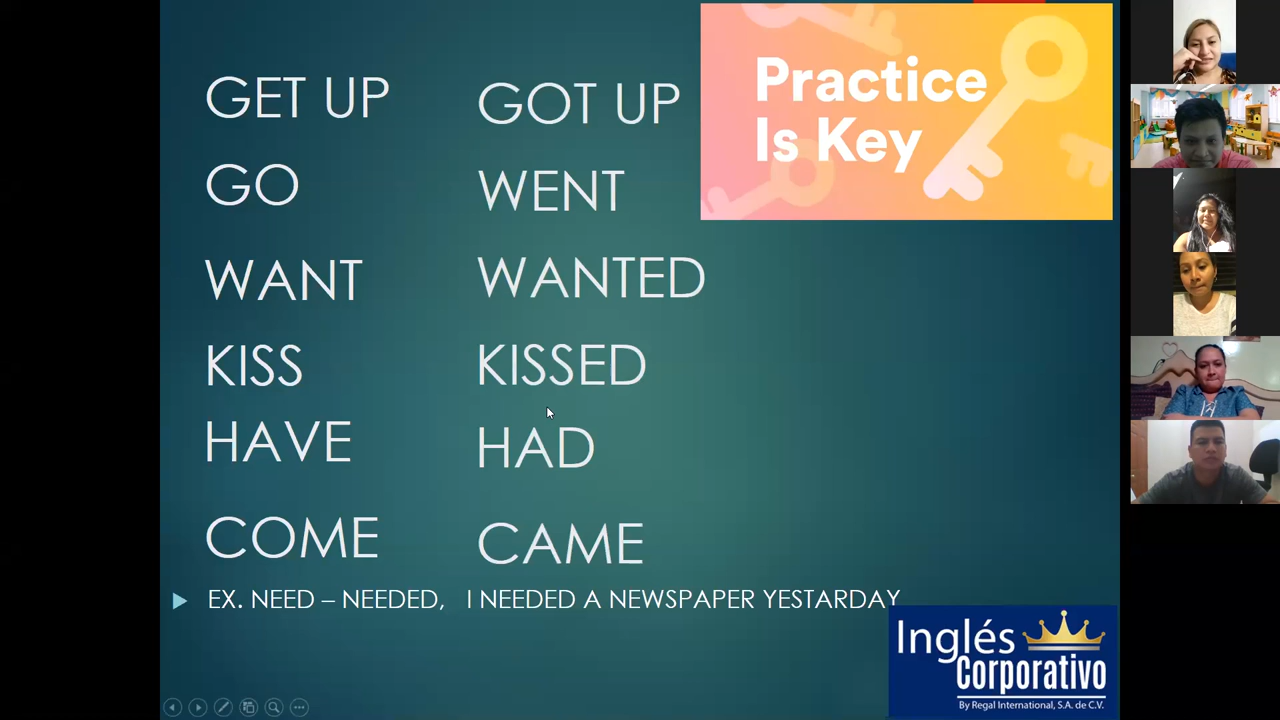 GET UP GOT UP
GO WENT
WANT WANTED
KISS KISSED
HAVE HAD
COME CAME
EX. NEED – NEEDED, I NEEDED A NEWSPAPER YESTARDAY
Practice
Is Key
Inglés
Corporativo
By Regal International, S.A. de C.V.